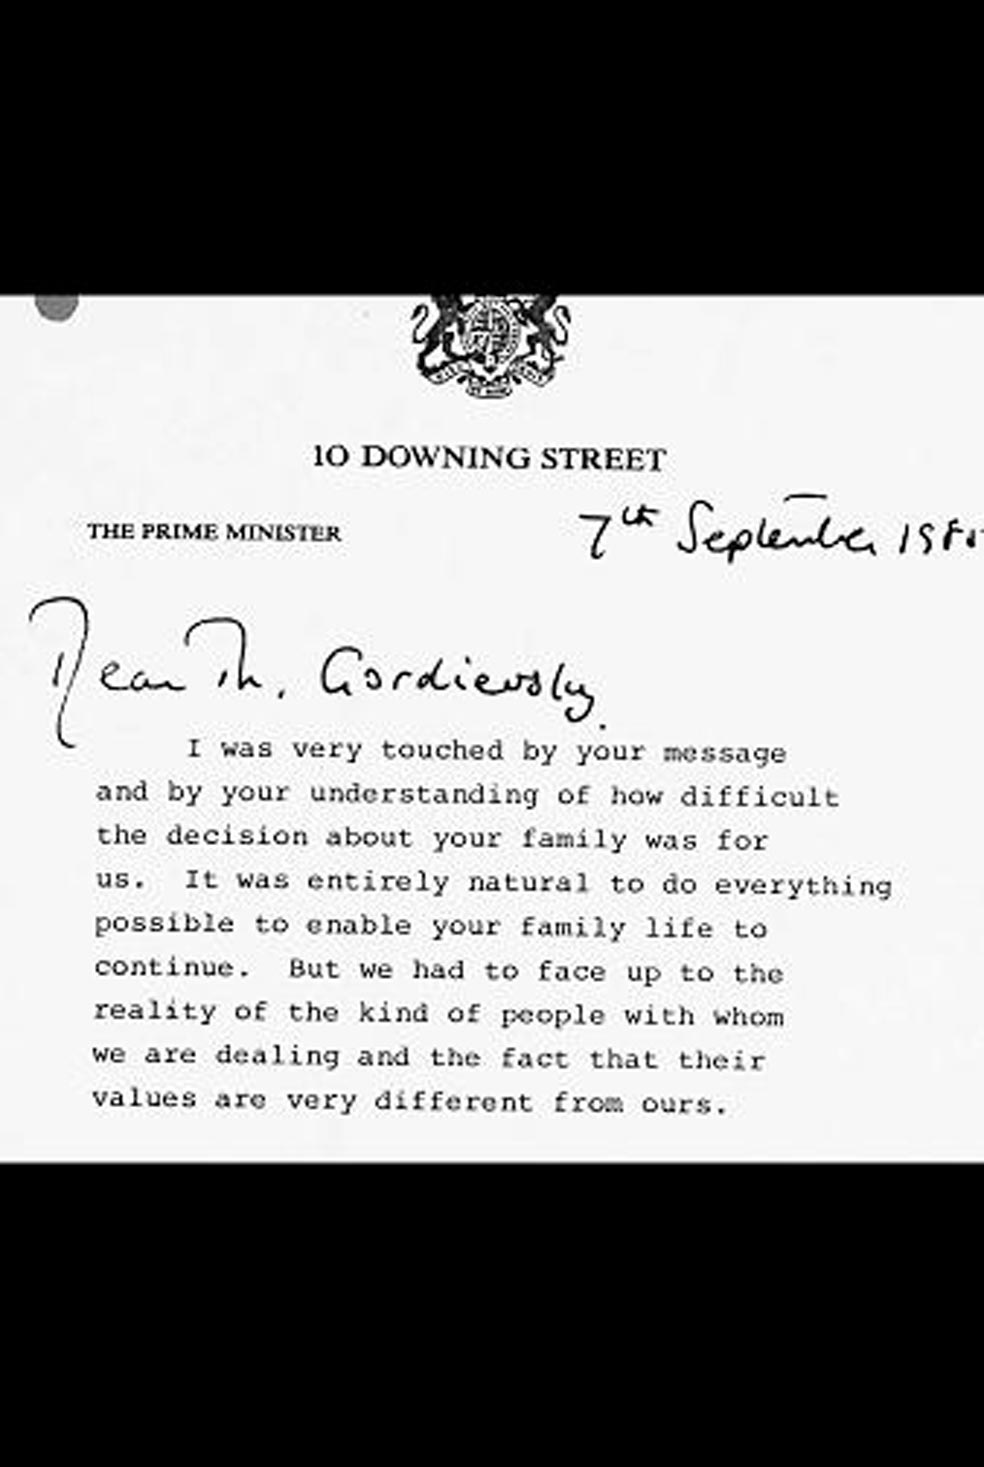 10 DOWNING STREET
THE PRIME MINISTER
7th September
Dear Mr. Gordievsky.
I was very touched by your message
and by your understanding of how difficult
the decision about your family was for
us. It was entirely natural to do everything
possible to enable your family life to
continue. But we had to face up to the
reality of the kind of people with whom
we are dealing and the fact that their
values are very different from ours.